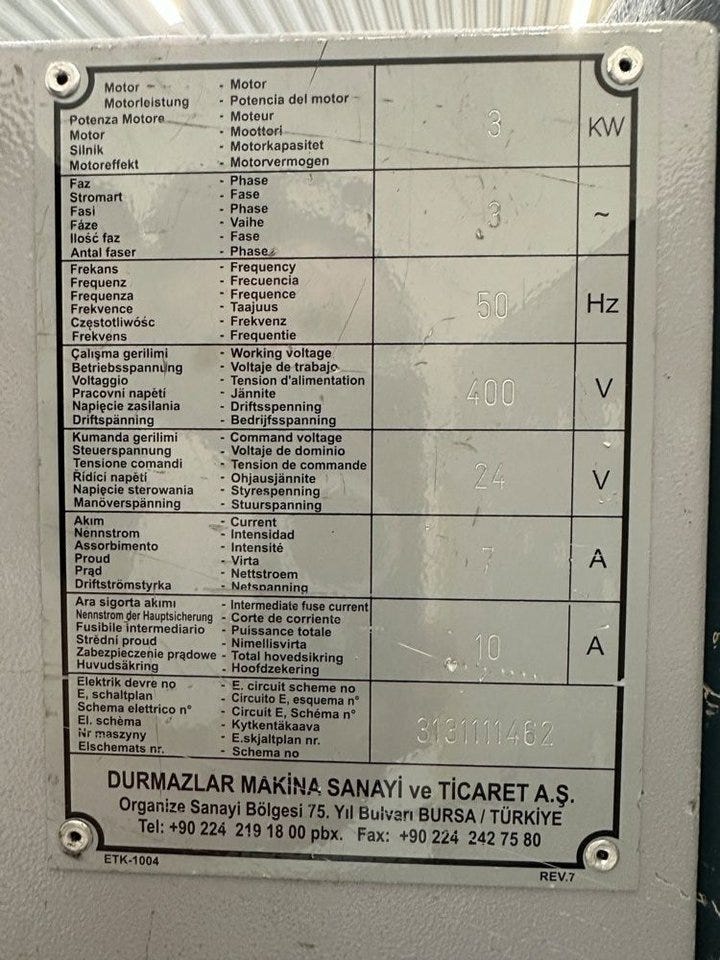 Motor - Motor
Motorleistung - Potencia del motor
Potenza Motore - Moteur
Motor - Moottori
Silnik - Motorkapasitet
Motoreffekt - Motorvermogen
3 KW
Faz - Phase
Stromart - Fase
Fasi - Phase
Fáze - Vaihe
Ilość faz - Fase
Antal faser - Phase
3 ~
Frekans - Frequency
Frequenz - Frecuencia
Frequenza - Frequence
Frekvence - Taajuus
Częstotliwóśc - Frekvenz
Frekvens - Frequentie
50 Hz
Çalışma gerilimi - Working voltage
Betriebsspannung - Voltaje de trabajo
Voltaggio - Tension d'alimentation
Pracovní napětí - Jännite
Napięcie zasilania - Driftsspenning
Driftspänning - Bedrijfsspanning
400 V
Kumanda gerilimi - Command voltage
Steuerspannung - Voltaje de dominio
Tensione comandi - Tension de commande
Řídící napětí - Ohjausjännite
Napięcie sterowania - Styrespenning
Manöverspänning - Stuurspanning
24 V
Akım - Current
Nennstrom - Intensidad
Assorbimento - Intensité
Proud - Virta
Prąd - Nettstroem
Driftströmstyrka - Netspanning
7 A
Ara sigorta akımı - Intermediate fuse current
Nennstrom der Hauptsicherung - Corte de corriente
Fusibile intermediario - Puissance totale
Strědní proud - Nimellisvirta
Zabezpieczenie prądowe - Total hovedsikring
Huvudsäkring - Hoofdzekering
10 A
Elektrik devre no - E. circuit scheme no
E, schaltplan - Circuito E, esquema n°
Schema elettrico n° - Circuit E, Schéma n°
El. schèma - Kytkentäkaava
Nr maszyny - E.skjaltplan nr.
Elschemats nr. - Schema no
3131111462
DURMAZLAR MAKİNA SANAYİ ve TİCARET A.Ş.
Organize Sanayi Bölgesi 75. Yıl Bulvarı BURSA / TÜRKİYE
Tel: +90 224 219 18 00 pbx. Fax: +90 224 242 75 80
ETK-1004
REV.7